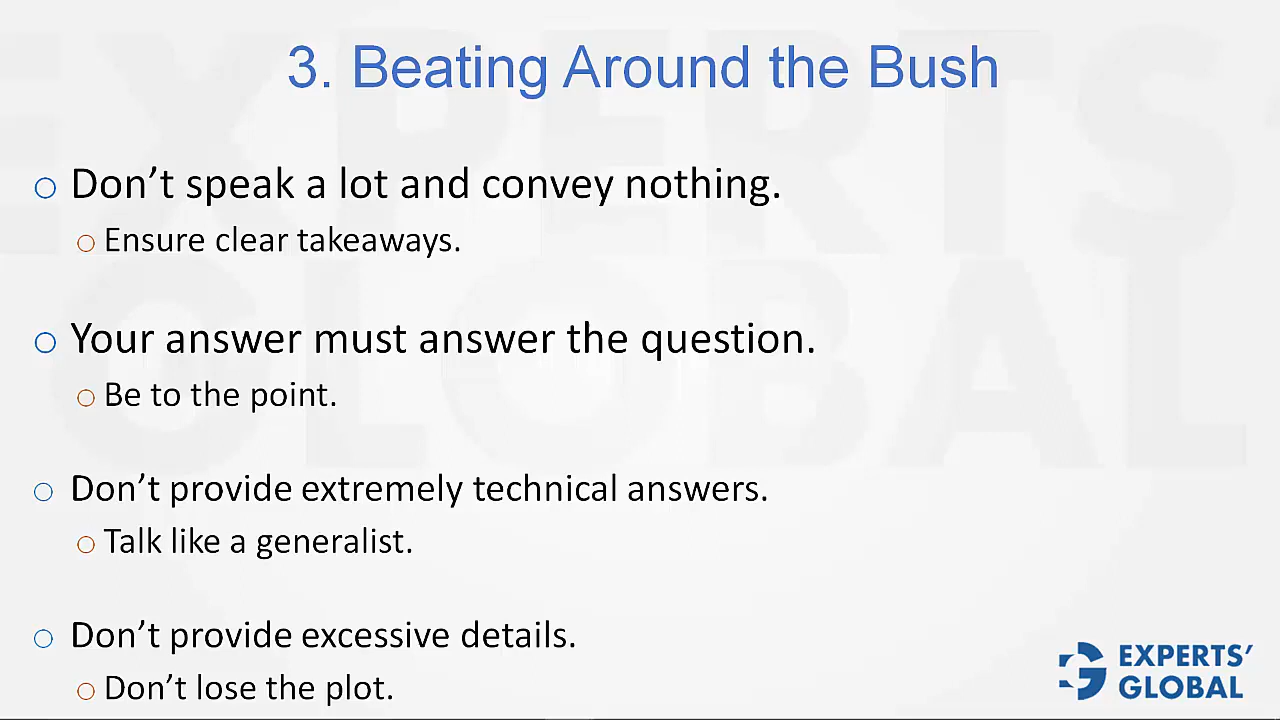 3. Beating Around the Bush
Don’t speak a lot and convey nothing.
Ensure clear takeaways.
Your answer must answer the question.
Be to the point.
Don’t provide extremely technical answers.
Talk like a generalist.
Don’t provide excessive details.
Don’t lose the plot.
EXPERTS’
GLOBAL